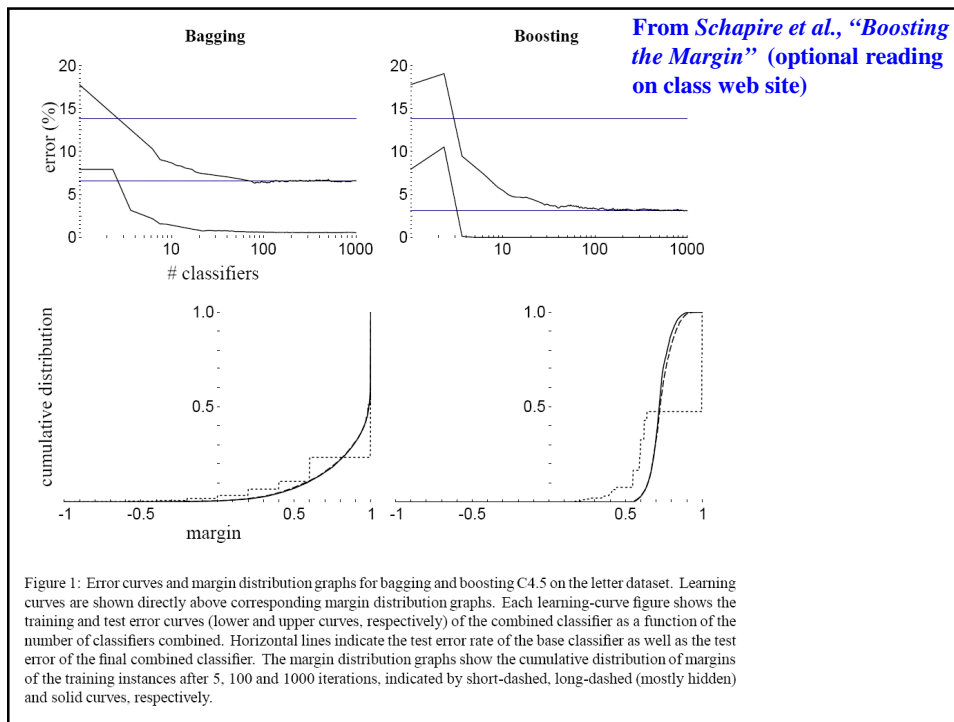 Bagging
Boosting
From Schapire et al., “Boosting
the Margin” (optional reading
on class web site)
error (%)
20
15
10
5
0
10
100
1000
# classifiers
20
15
10
5
0
10
100
1000
cumulative distribution
1.0
0.5
-1
-0.5
0.5
1
margin
1.0
0.5
-1
-0.5
0.5
1
Figure 1: Error curves and margin distribution graphs for bagging and boosting C4.5 on the letter dataset. Learning
curves are shown directly above corresponding margin distribution graphs. Each learning-curve figure shows the
training and test error curves (lower and upper curves, respectively) of the combined classifier as a function of the
number of classifiers combined. Horizontal lines indicate the test error rate of the base classifier as well as the test
error of the final combined classifier. The margin distribution graphs show the cumulative distribution of margins
of the training instances after 5, 100 and 1000 iterations, indicated by short-dashed, long-dashed (mostly hidden)
and solid curves, respectively.